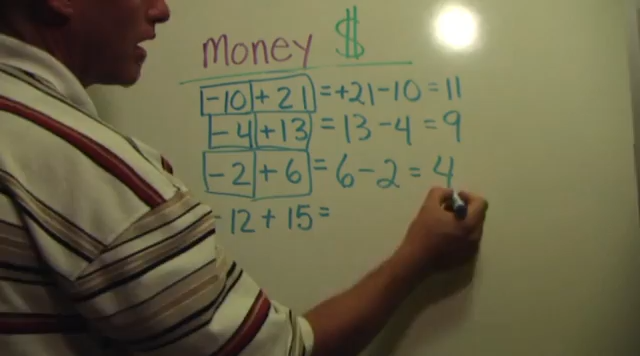 money $
-10 +21 = +21 - 10 = 11
-4 +13 = 13 - 4 = 9
-2 + 6 = 6 - 2 = 4
-12 + 15 =